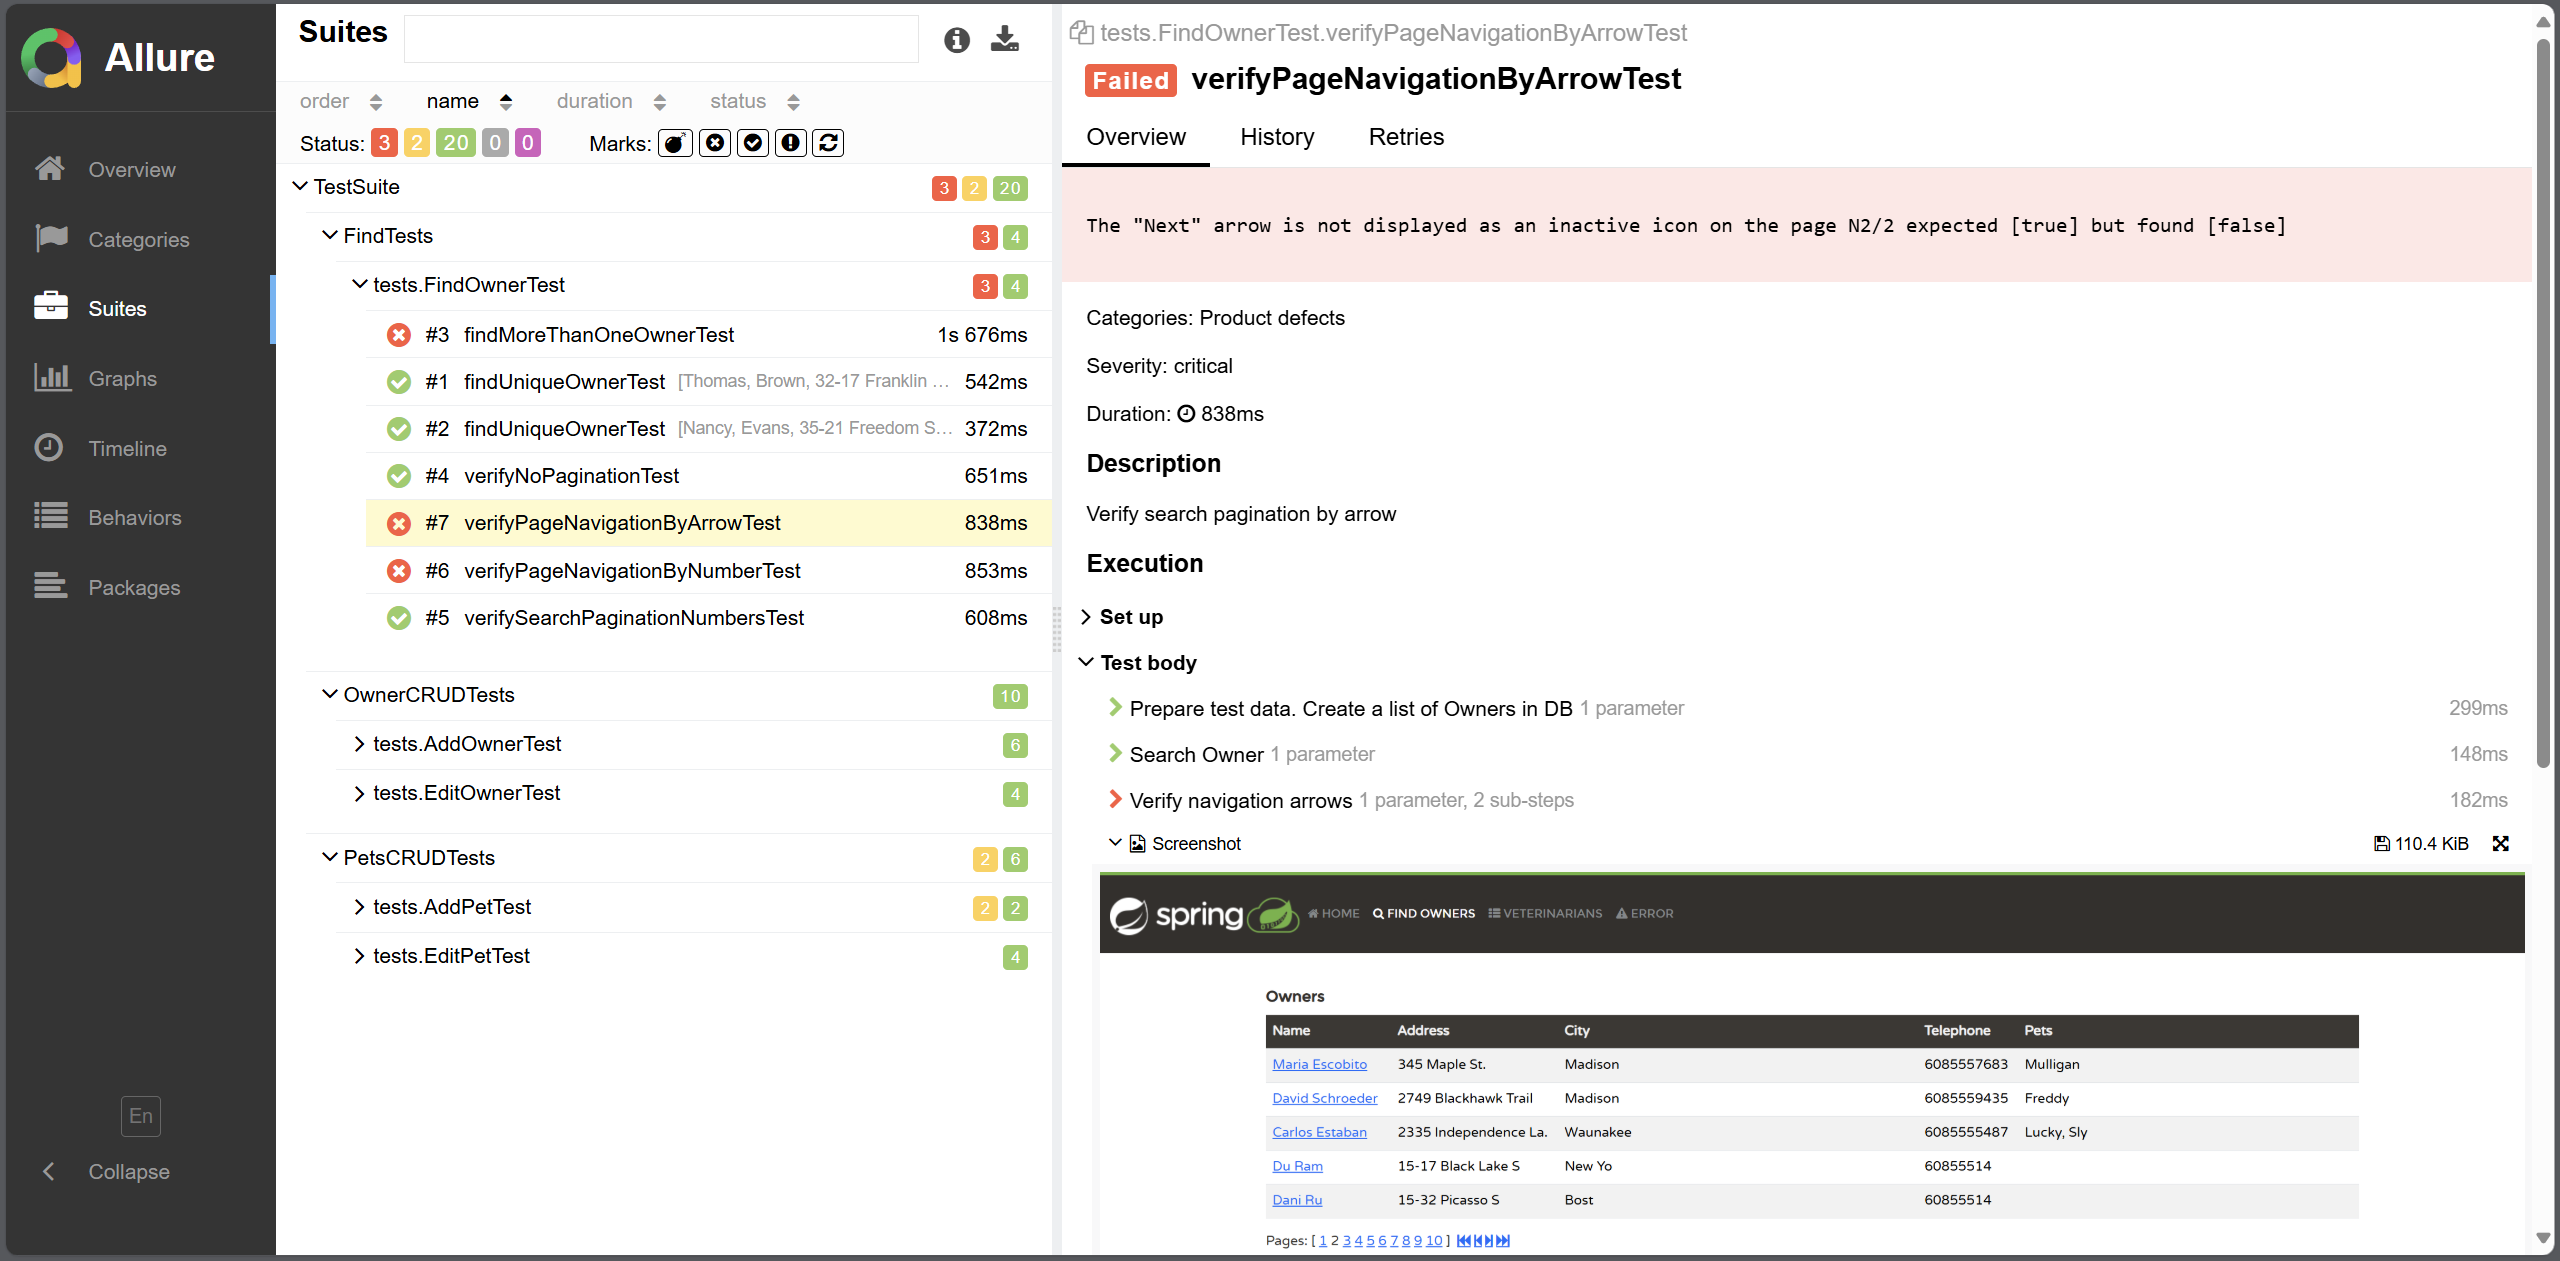 Allure
Overview
Categories
Suites
Graphs
Timeline
Behaviors
Packages
En
Collapse
Suites
order name duration status
Status: 3 2 20 0 0 Marks:
TestSuite 3 2 20
FindTests 3 4
tests.FindOwnerTest 3 4
#3 findMoreThanOneOwnerTest 1s 676ms
#1 findUniqueOwnerTest [Thomas, Brown, 32-17 Franklin … 542ms
#2 findUniqueOwnerTest [Nancy, Evans, 35-21 Freedom S… 372ms
#4 verifyNoPaginationTest 651ms
#7 verifyPageNavigationByArrowTest 838ms
#6 verifyPageNavigationByNumberTest 853ms
#5 verifySearchPaginationNumbersTest 608ms
OwnerCRUDTests 10
tests.AddOwnerTest 6
tests.EditOwnerTest 4
PetsCRUDTests 2 6
tests.AddPetTest 2 2
tests.EditPetTest 4
tests.FindOwnerTest.verifyPageNavigationByArrowTest
Failed verifyPageNavigationByArrowTest
Overview History Retries
The "Next" arrow is not displayed as an inactive icon on the page N2/2 expected [true] but found [false]
Categories: Product defects
Severity: critical
Duration: 838ms
Description
Verify search pagination by arrow
Execution
Set up
Test body
Prepare test data. Create a list of Owners in DB 1 parameter 299ms
Search Owner 1 parameter 148ms
Verify navigation arrows 1 parameter, 2 sub-steps 182ms
Screenshot 110.4 KiB
spring HOME FIND OWNERS VETERINARIANS ERROR
Owners
Name Address City Telephone Pets
Maria Escobito 345 Maple St. Madison 6085557683 Mulligan
David Schroeder 2749 Blackhawk Trail Madison 6085559435 Freddy
Carlos Estaban 2335 Independence La. Waunakee 6085555487 Lucky, Sly
Du Ram 15-17 Black Lake S New Yo 60855514
Dani Ru 15-32 Picasso S Bost 60855514
Pages: [ 1 2 3 4 5 6 7 8 9 10 ]